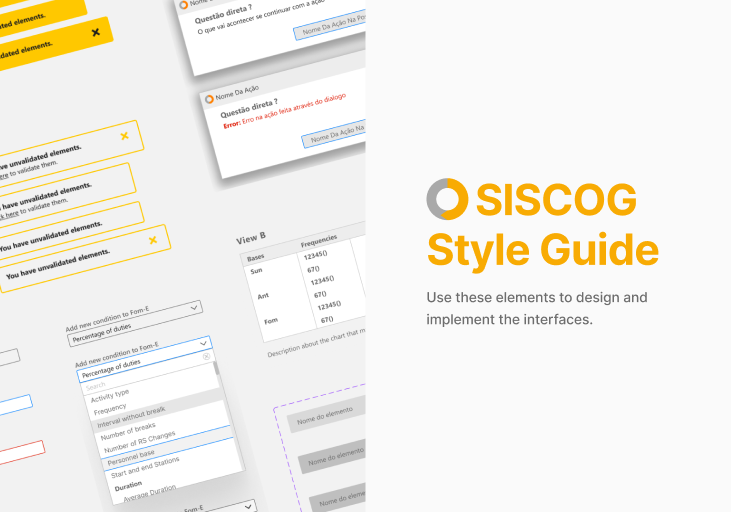 dated elements.
dated elements.
Nome Da Ação
Questão direta ?
O que vai acontecer se continuar com a ação
Nome Da Ação Na Pos
Nome Da Ação
Questão direta ?
Error: Erro na ação feita através do dialogo
Nome Da Ação Na
ve unvalidated elements.
ere to validate them.
have unvalidated elements.
ick here to validate them.
You have unvalidated elements.
You have unvalidated elements.
View B
Bases Frequencies
Sun 12345()
67()
Ant 12345()
67()
Fom 12345()
67()
Description about the chart that m
Add new condition to Fom-E
Percentage of duties
Add new condition to Fom-E
Percentage of duties
Search
Activity type
Frequency
Interval without brealk
Number of breaks
Number of RS Changes
Personnel base
Start and end Stations
Duration
Average Duration
Fom-E
Nome do elemento
Nome do elemento
Nome do eleme
SISCOG
Style Guide
Use these elements to design and
implement the interfaces.